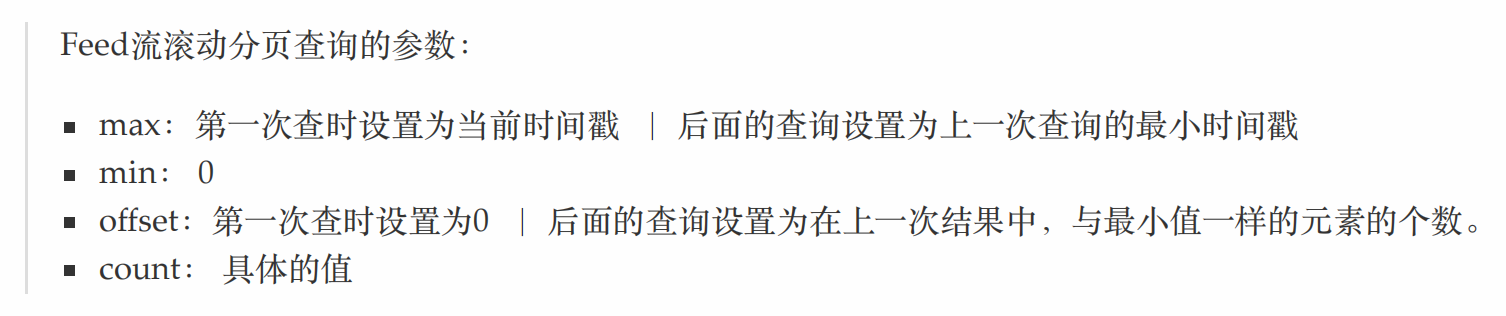 Feed流滚动分页查询的参数：
▪ max：第一次查时设置为当前时间戳 | 后面的查询设置为上一次查询的最小时间戳
▪ min： 0
▪ offset：第一次查时设置为0 | 后面的查询设置为在上一次结果中，与最小值一样的元素的个数。
▪ count： 具体的值